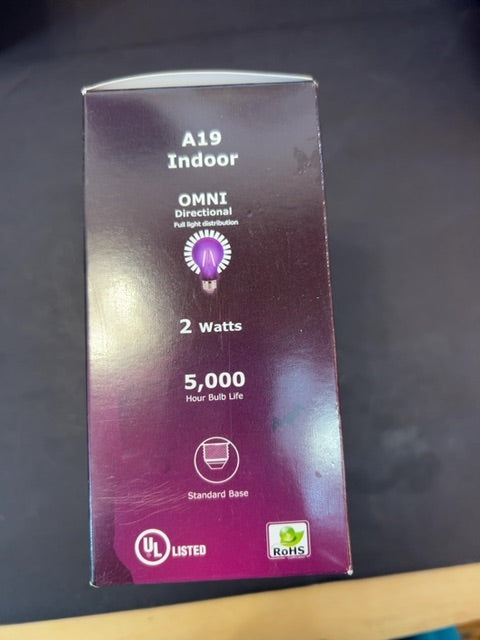 A19
Indoor
OMNI
Directional
Full light distribution
2 Watts
5,000
Hour Bulb Life
Standard Base
UL LISTED
RoHS